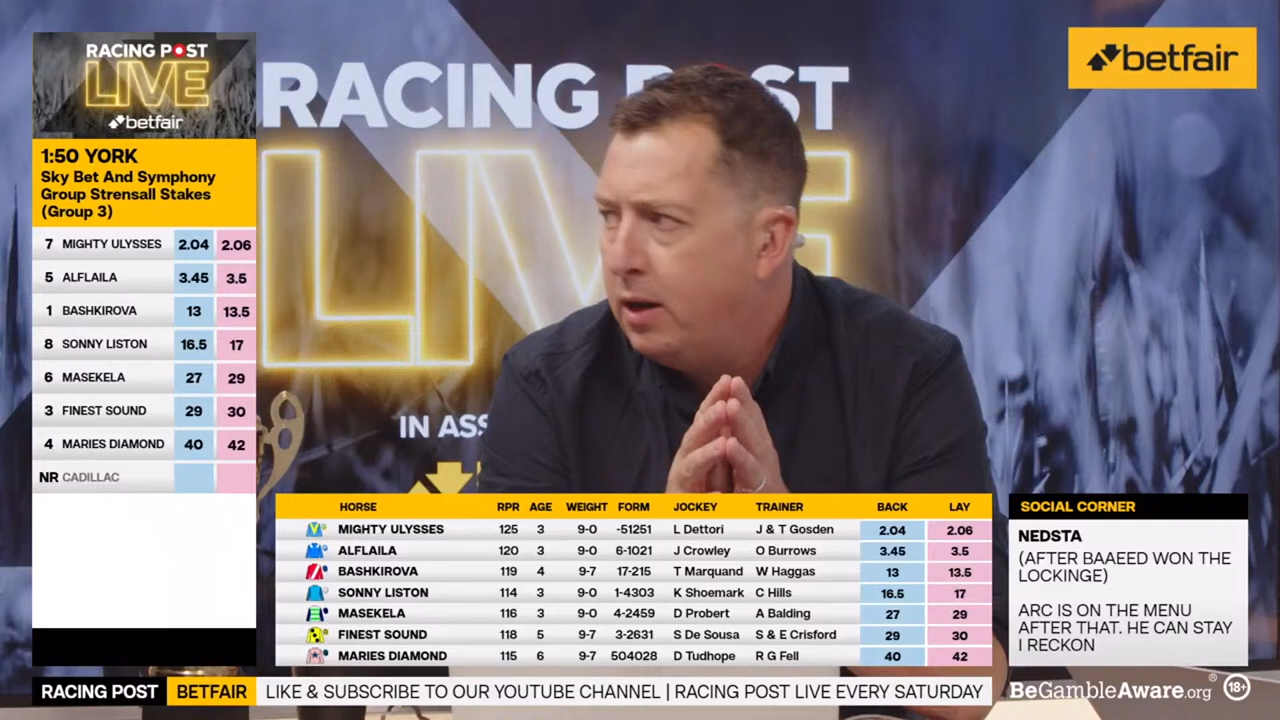 RACING POST
LIVE
betfair
1:50 YORK
Sky Bet And Symphony
Group Strensall Stakes
(Group 3)
7 MIGHTY ULYSSES 2.04 2.06
5 ALFLAILA 3.45 3.5
1 BASHKIROVA 13 13.5
8 SONNY LISTON 16.5 17
6 MASEKELA 27 29
3 FINEST SOUND 29 30
4 MARIES DIAMOND 40 42
NR CADILLAC
betfair
RACING P ST
LIVE
IN ASS
HORSE RPR AGE WEIGHT FORM JOCKEY TRAINER BACK LAY
MIGHTY ULYSSES 125 3 9-0 -51251 L Dettori J & T Gosden 2.04 2.06
ALFLAILA 120 3 9-0 6-1021 J Crowley O Burrows 3.45 3.5
BASHKIROVA 119 4 9-7 17-215 T Marquand W Haggas 13 13.5
SONNY LISTON 114 3 9-0 1-4303 K Shoemark C Hills 16.5 17
MASEKELA 116 3 9-0 4-2459 D Probert A Balding 27 29
FINEST SOUND 118 5 9-7 3-2631 S De Sousa S & E Crisford 29 30
MARIES DIAMOND 115 6 9-7 504028 D Tudhope R G Fell 40 42
SOCIAL CORNER
NEDSTA
(AFTER BAAEED WON THE
LOCKINGE)
ARC IS ON THE MENU
AFTER THAT. HE CAN STAY
I RECKON
RACING POST BETFAIR LIKE & SUBSCRIBE TO OUR YOUTUBE CHANNEL | RACING POST LIVE EVERY SATURDAY
BeGambleAware.org® 18+